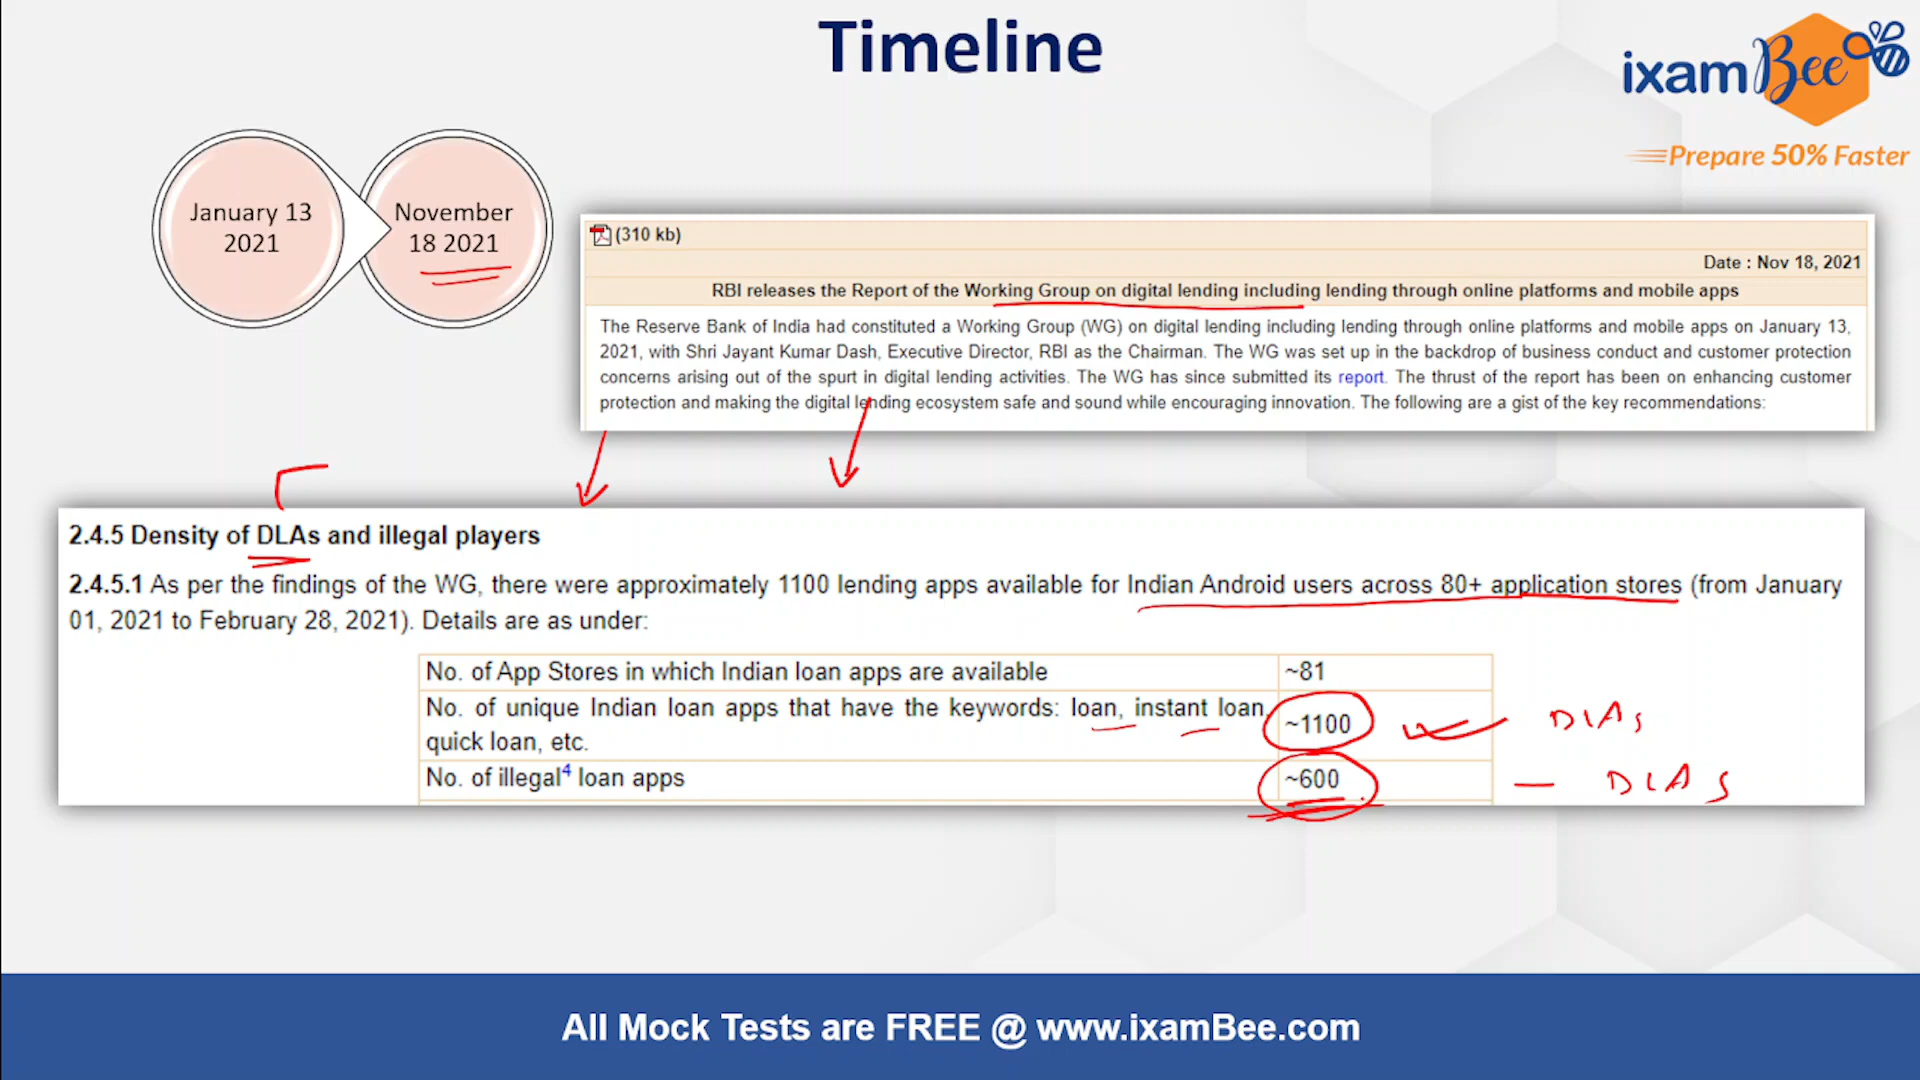 Timeline
ixamBee
Prepare 50% Faster
January 13
2021
November
18 2021
(310 kb)
Date : Nov 18, 2021
RBI releases the Report of the Working Group on digital lending including lending through online platforms and mobile apps
The Reserve Bank of India had constituted a Working Group (WG) on digital lending including lending through online platforms and mobile apps on January 13,
2021, with Shri Jayant Kumar Dash, Executive Director, RBI as the Chairman. The WG was set up in the backdrop of business conduct and customer protection
concerns arising out of the spurt in digital lending activities. The WG has since submitted its report. The thrust of the report has been on enhancing customer
protection and making the digital lending ecosystem safe and sound while encouraging innovation. The following are a gist of the key recommendations:
2.4.5 Density of DLAs and illegal players
2.4.5.1 As per the findings of the WG, there were approximately 1100 lending apps available for Indian Android users across 80+ application stores (from January
01, 2021 to February 28, 2021). Details are as under:
No. of App Stores in which Indian loan apps are available ~81
No. of unique Indian loan apps that have the keywords: loan, instant loan,
quick loan, etc. ~1100 DLAs
No. of illegal4 loan apps ~600 - DLAs
All Mock Tests are FREE @ www.ixamBee.com